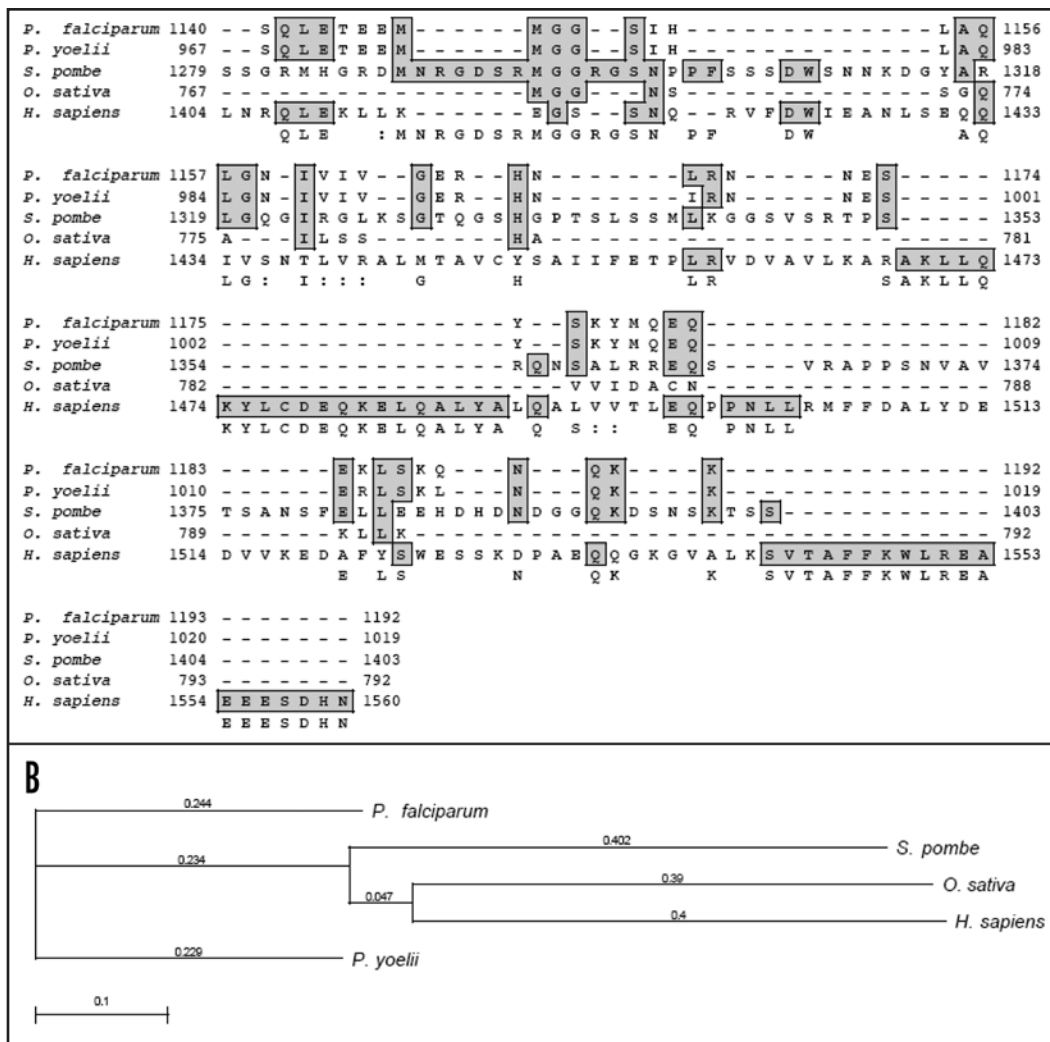 P. falciparum 1140 - - S Q L E T E E M - - - - - - M G G - - S I H - - - - - - - - - - - - - L A Q 1156
P. yoelii 967 - - S Q L E T E E M - - - - - - M G G - - S I H - - - - - - - - - - - - - L A Q 983
S. pombe 1279 S S G R M H G R D M N R G D S R M G G R G S N P P F S S S D W S N N K D G Y A R 1318
O. sativa 767 - - - - - - - - - - - - - - - - M G G - - - N S - - - - - - - - - - - - - S G Q 774
H. sapiens 1404 L N R Q L E K L L K - - - - - - E G S - - S N Q - - R V F D W I E A N L S E Q Q 1433
Q L E : M N R G D S R M G G R G S N P F D W A Q
P. falciparum 1157 L G N - I V I V - - G E R - - H N - - - - - - - L R N - - - - - N E S - - - - - 1174
P. yoelii 984 L G N - I V I V - - G E R - - H N - - - - - - - I R N - - - - - N E S - - - - - 1001
S. pombe 1319 L G Q G I R G L K S G T Q G S H G P T S L S S M L K G G S V S R T P S - - - - - 1353
O. sativa 775 A - - - I L S S - - - - - - - H A - - - - - - - - - - - - - - - - - - - - - - - 781
H. sapiens 1434 I V S N T L V R A L M T A V C Y S A I I F E T P L R V D V A V L K A R A K L L Q 1473
L G : I : : : G H L R S A K L L Q
P. falciparum 1175 - - - - - - - - - - - - - - - Y - - S K Y M Q E Q - - - - - - - - - - - - - - - 1182
P. yoelii 1002 - - - - - - - - - - - - - - - Y - - S K Y M Q E Q - - - - - - - - - - - - - - - 1009
S. pombe 1354 - - - - - - - - - - - - - - - R Q N S A L R R E Q S - - - - V R A P P S N V A V 1374
O. sativa 782 - - - - - - - - - - - - - - - - - - V V I D A C N - - - - - - - - - - - - - - - 788
H. sapiens 1474 K Y L C D E Q K E L Q A L Y A L Q A L V V T L E Q P P N L L R M F F D A L Y D E 1513
K Y L C D E Q K E L Q A L Y A Q S : : E Q P N L L
P. falciparum 1183 - - - - - - E K L S K Q - - - N - - - Q K - - - - K - - - - - - - - - - - - - - 1192
P. yoelii 1010 - - - - - - E R L S K L - - - N - - - Q K - - - - K - - - - - - - - - - - - - - 1019
S. pombe 1375 T S A N S F E L L E E H D H D N D G G Q K D S N S K T S S - - - - - - - - - - - 1403
O. sativa 789 - - - - - - K L L K - - - - - - - - - - - - - - - - - - - - - - - - - - - - - - 792
H. sapiens 1514 D V V K E D A F Y S W E S S K D P A E Q Q G K G V A L K S V T A F F K W L R E A 1553
E L S N Q K K S V T A F F K W L R E A
P. falciparum 1193 - - - - - - - 1192
P. yoelii 1020 - - - - - - - 1019
S. pombe 1404 - - - - - - - 1403
O. sativa 793 - - - - - - - 792
H. sapiens 1554 E E E S D H N 1560
E E E S D H N
B
0.244
P. falciparum
0.402
S. pombe
0.234
0.39
O. sativa
0.047
0.4
H. sapiens
0.229
P. yoelii
0.1